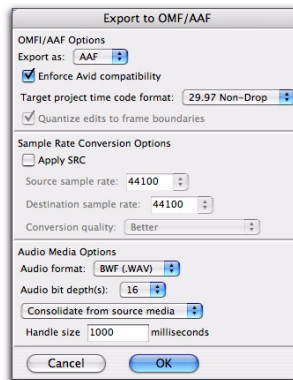 Export to OMF/AAF
OMFI/AAF Options
Export as: AAF
Enforce Avid compatibility
Target project time code format: 29.97 Non-Drop
Quantize edits to frame boundaries
Sample Rate Conversion Options
Apply SRC
Source sample rate: 44100
Destination sample rate: 44100
Conversion quality: Better
Audio Media Options
Audio format: BWF (.WAV)
Audio bit depth(s): 16
Consolidate from source media
Handle size 1000 milliseconds
Cancel OK